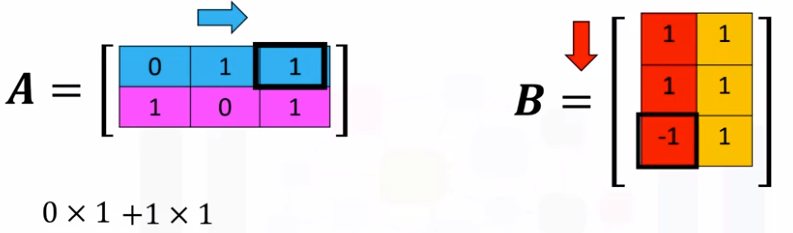 A = [ 0 1 1
1 0 1 ]
B = [ 1 1
1 1
-1 1 ]
0 × 1 +1 × 1